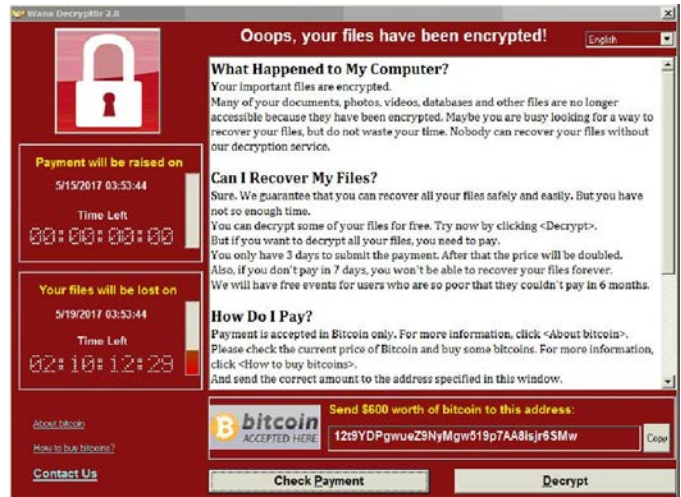 Wana Decrypt0r 2.0
Ooops, your files have been encrypted!
English
Payment will be raised on
5/15/2017 03:53:44
Time Left
00:00:00:00
Your files will be lost on
5/19/2017 03:53:44
Time Left
02:10:12:29
About bitcoin
How to buy bitcoins?
Contact Us
What Happened to My Computer?
Your important files are encrypted.
Many of your documents, photos, videos, databases and other files are no longer
accessible because they have been encrypted. Maybe you are busy looking for a way to
recover your files, but do not waste your time. Nobody can recover your files without
our decryption service.
Can I Recover My Files?
Sure. We guarantee that you can recover all your files safely and easily. But you have
not so enough time.
You can decrypt some of your files for free. Try now by clicking <Decrypt>.
But if you want to decrypt all your files, you need to pay.
You only have 3 days to submit the payment. After that the price will be doubled.
Also, if you don't pay in 7 days, you won't be able to recover your files forever.
We will have free events for users who are so poor that they couldn't pay in 6 months.
How Do I Pay?
Payment is accepted in Bitcoin only. For more information, click <About bitcoin>.
Please check the current price of Bitcoin and buy some bitcoins. For more information,
click <How to buy bitcoins>.
And send the correct amount to the address specified in this window.
bitcoin
ACCEPTED HERE
Send $600 worth of bitcoin to this address:
12t9YDPgwueZ9NyMgw519p7AA8isjr6SMw
Copy
Check Payment
Decrypt